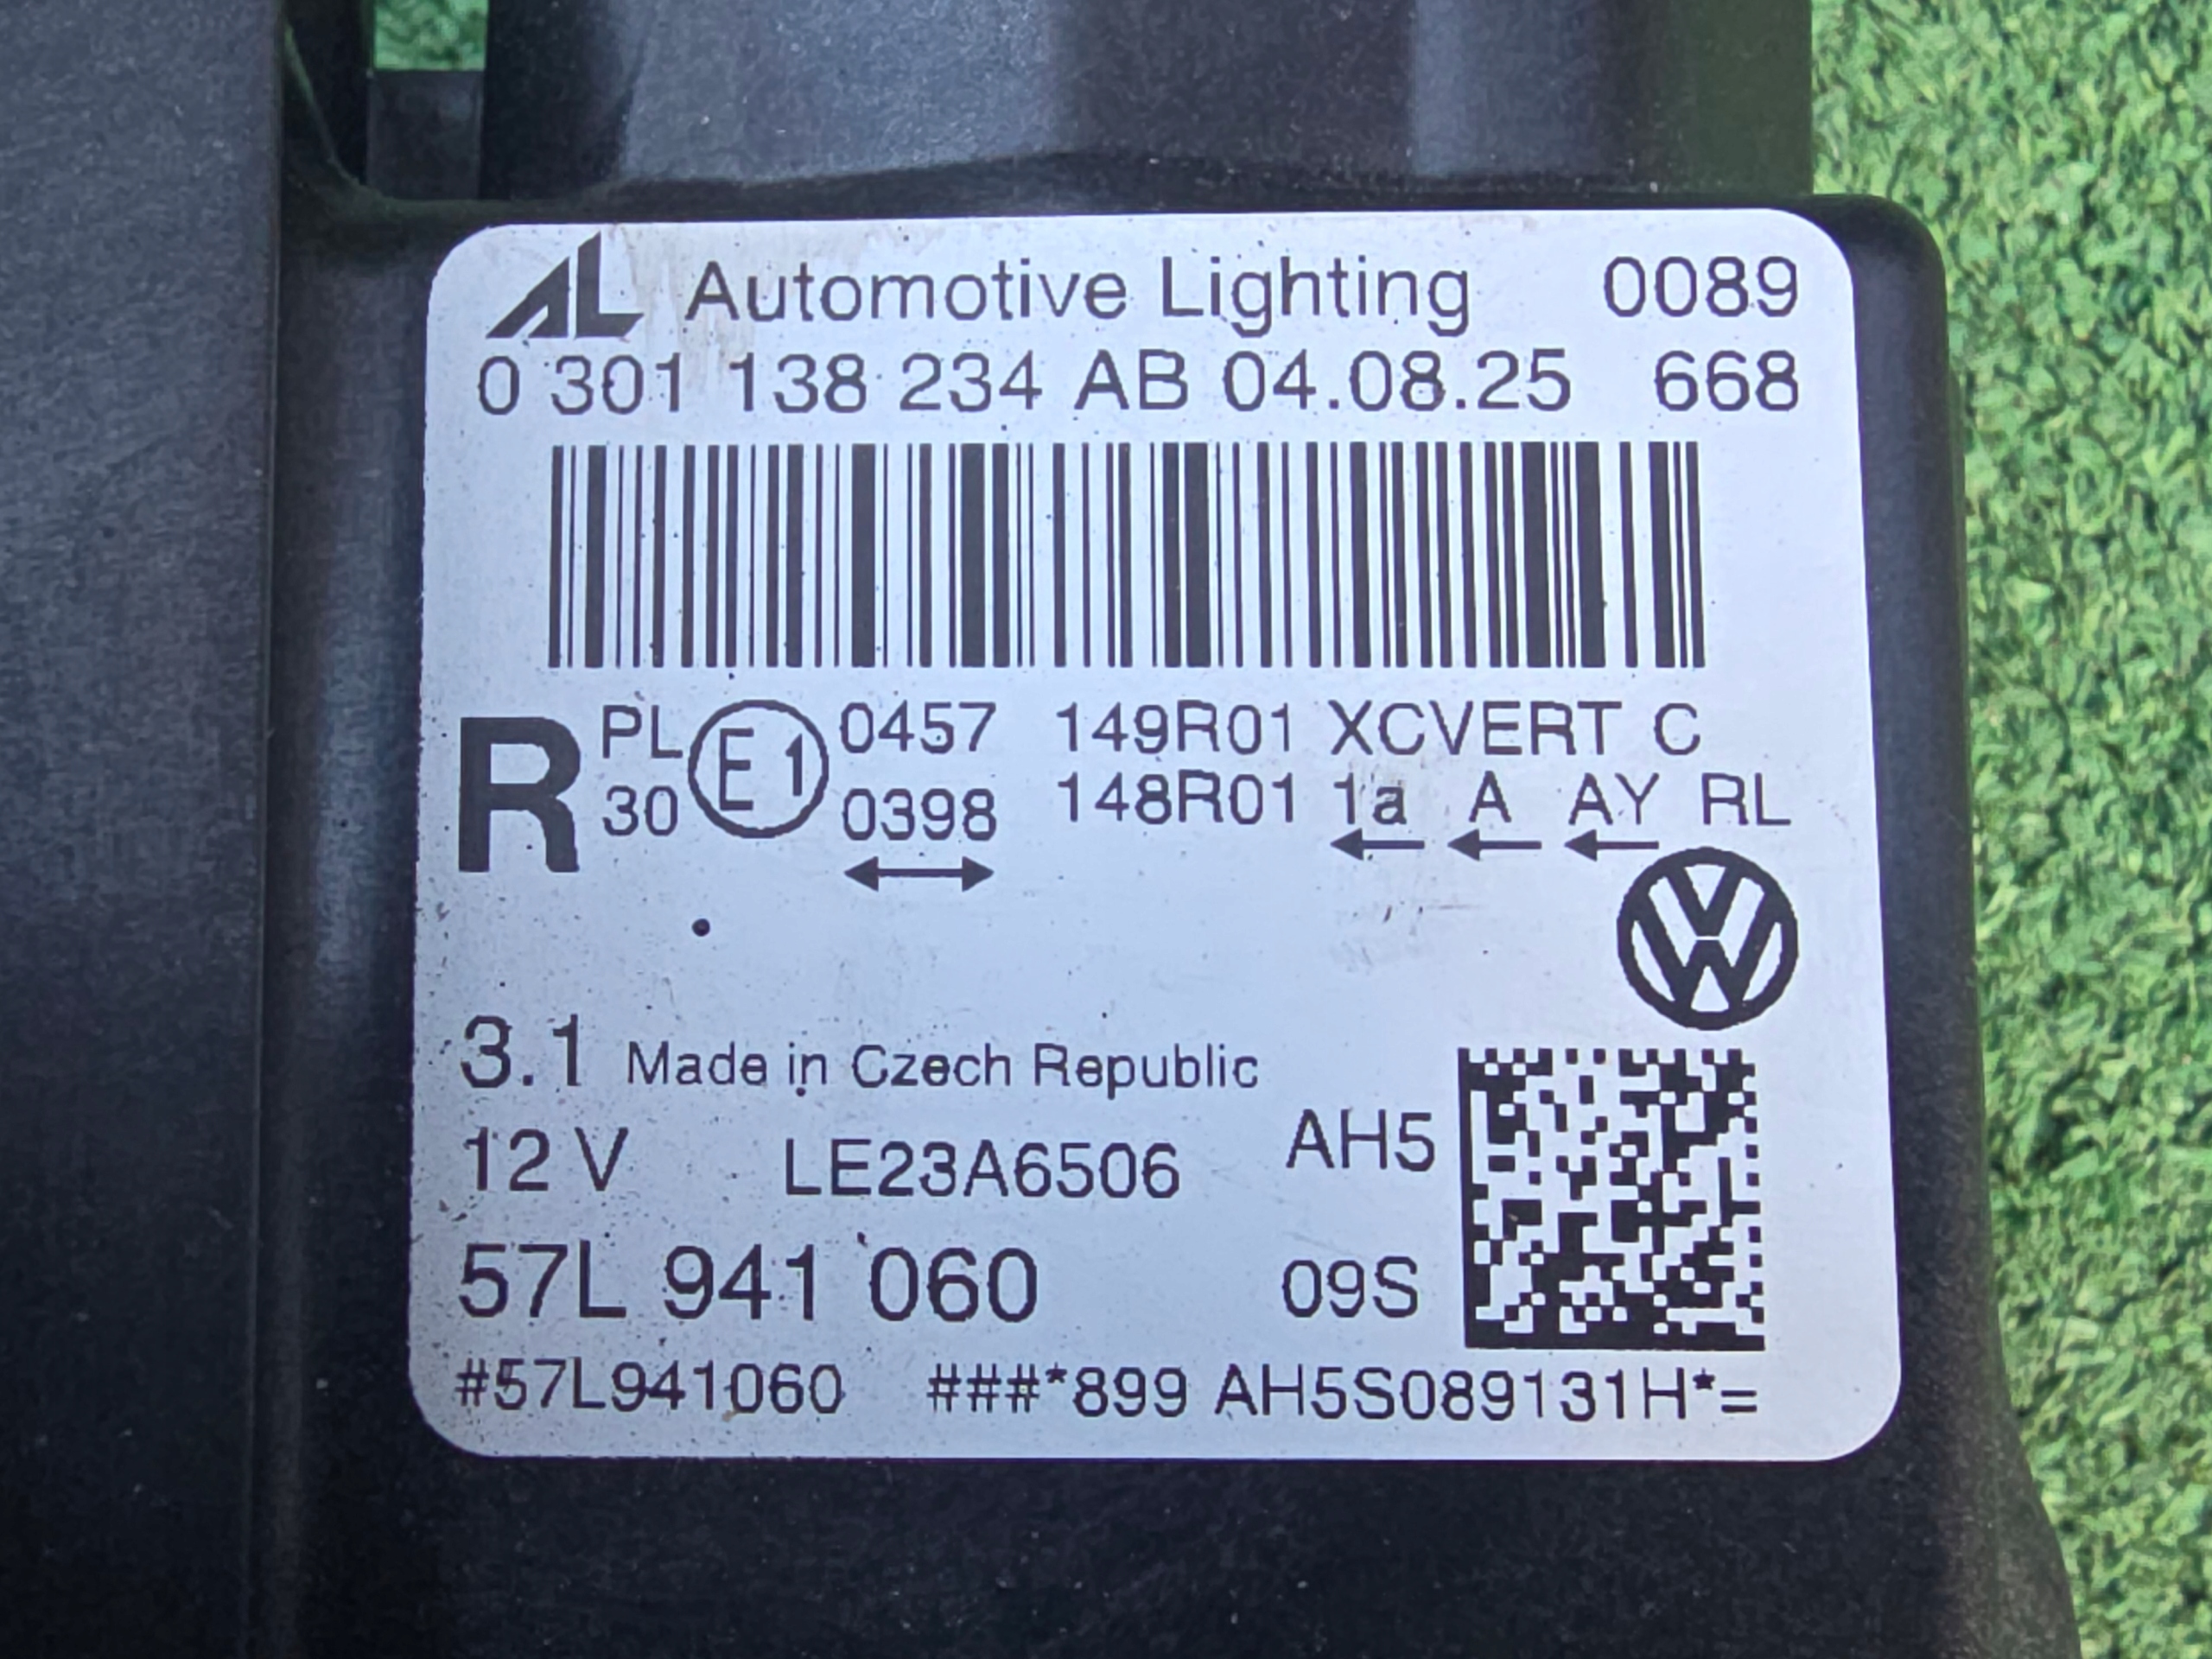 AL Automotive Lighting 0089
0 301 138 234 AB 04.08.25 668
R PL 30 E1 0457 149R01 XCVERT C
0398 148R01 1a A AY RL
3.1 Made in Czech Republic
12 V LE23A6506 AH5
57L 941 060 09S
#57L941060 ###*899 AH5S089131H*=